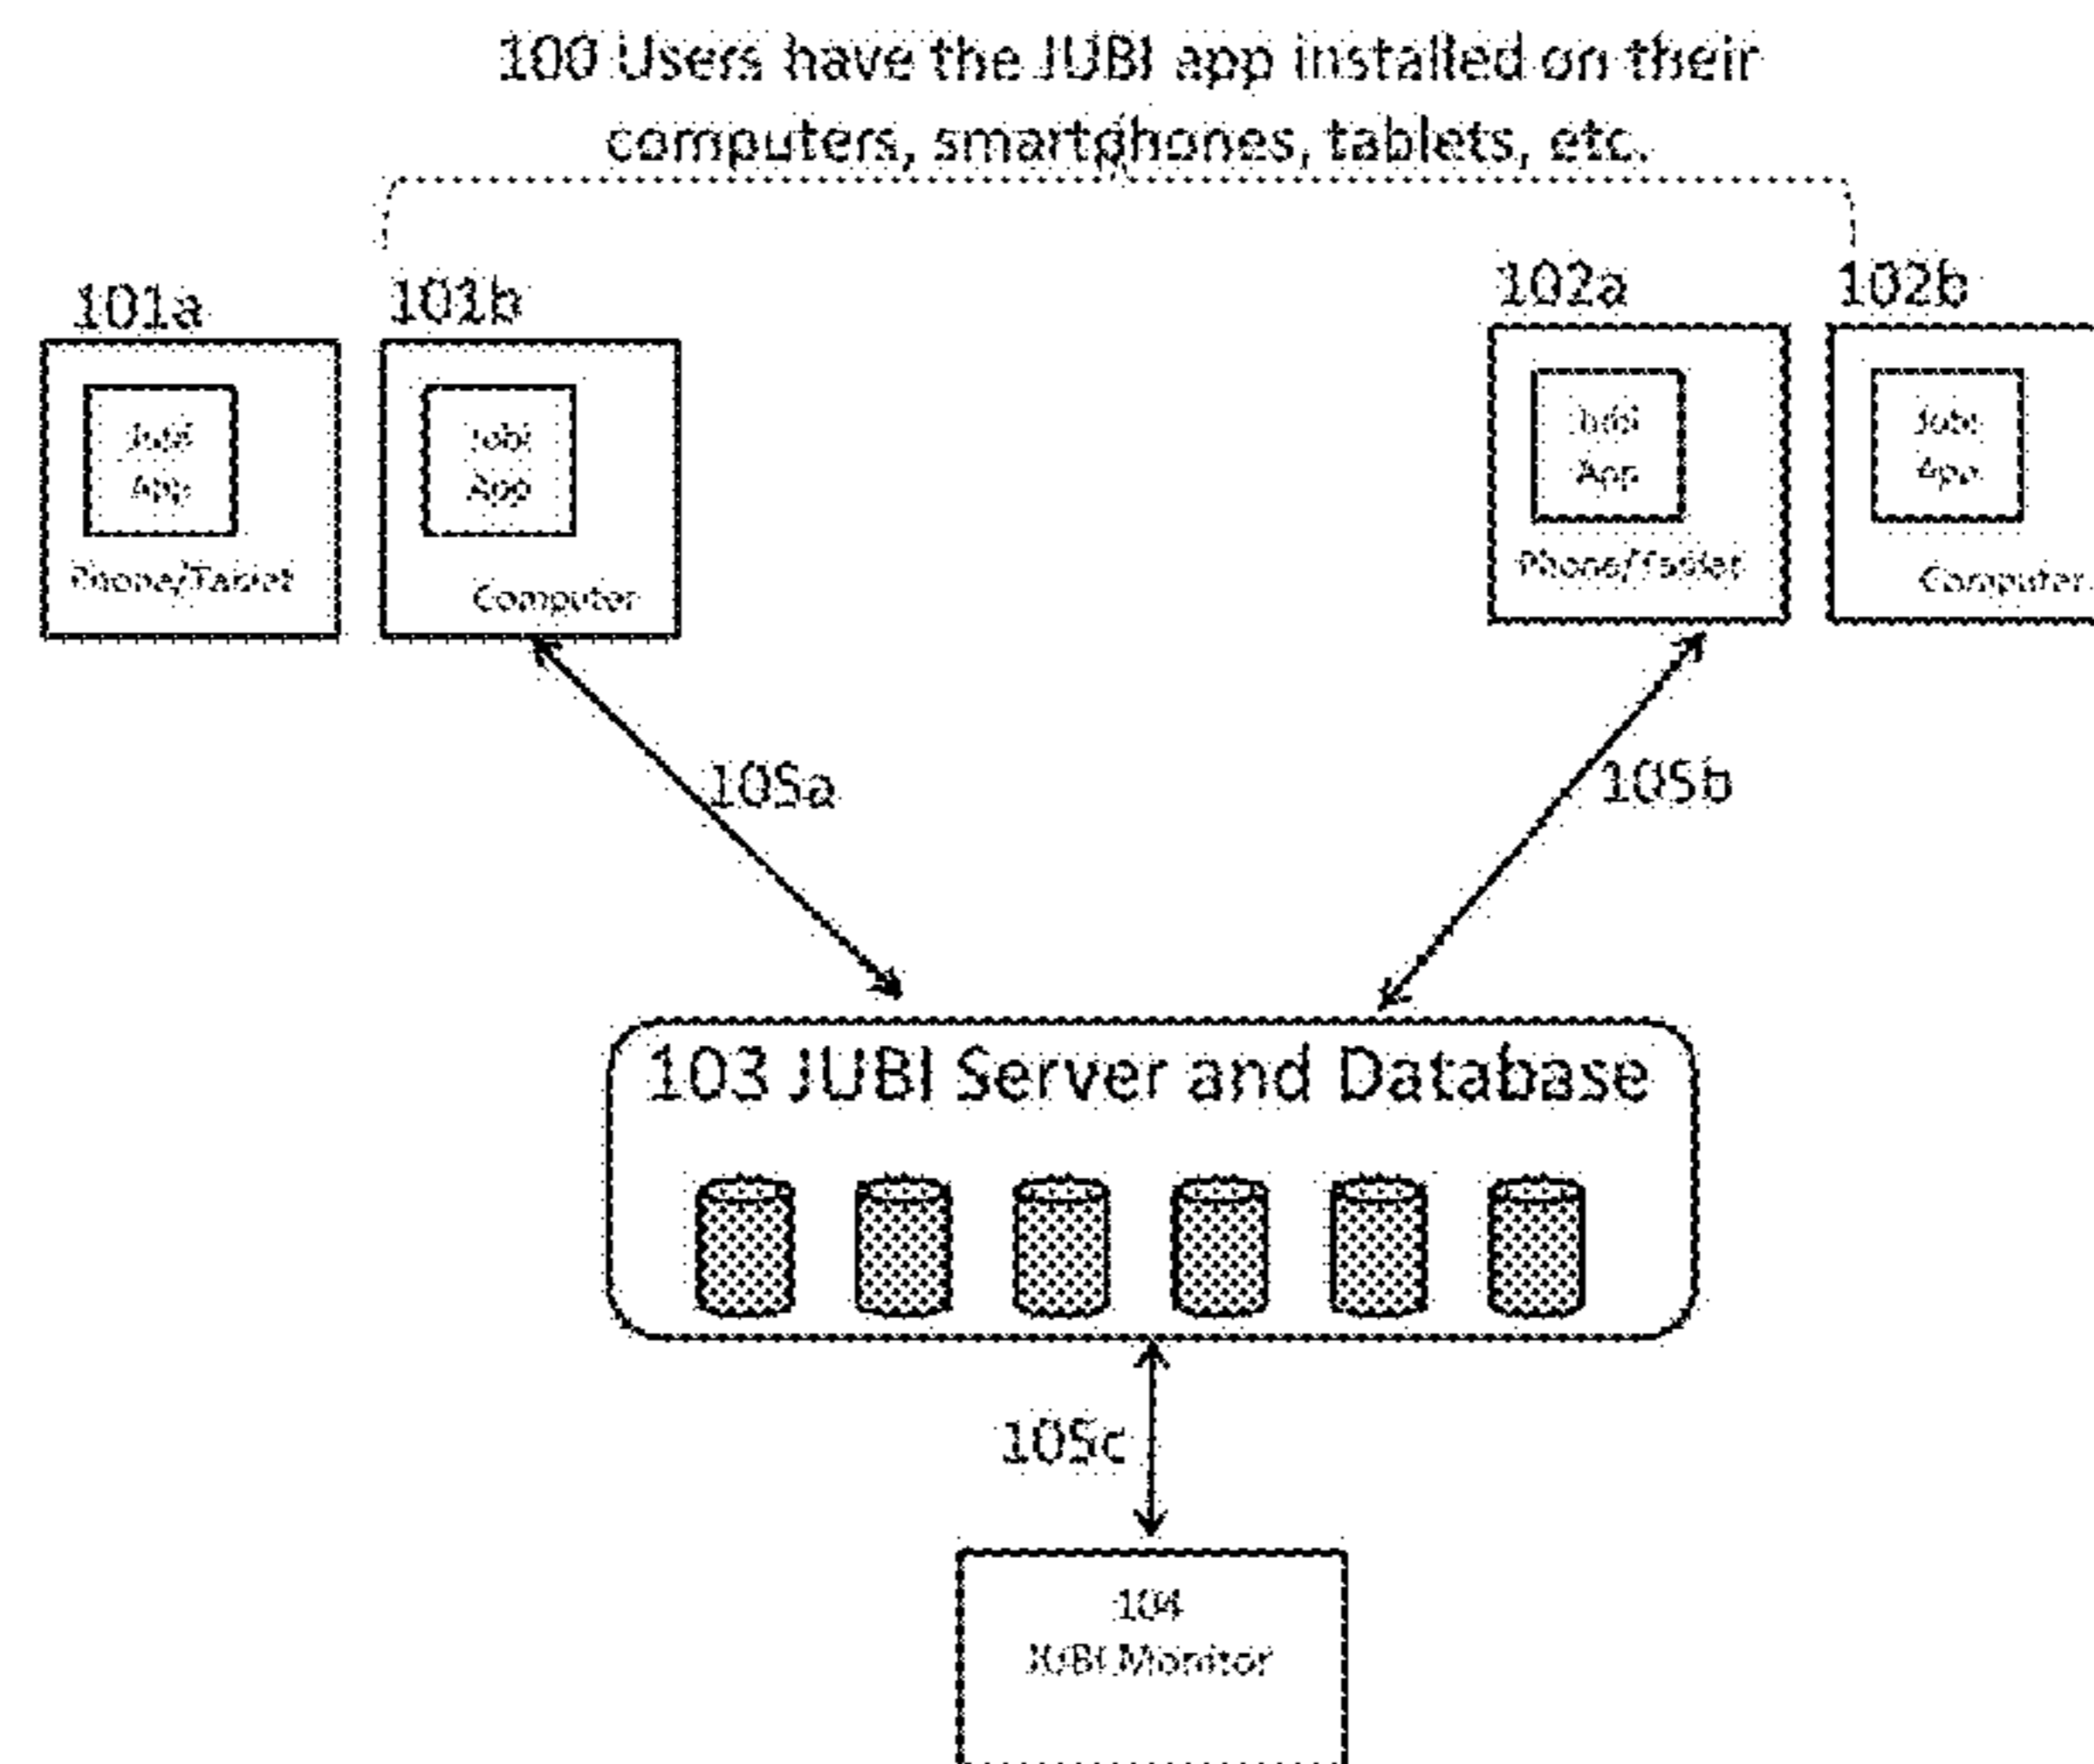 100 Users have the JUBI app installed on their
computers, smartphones, tablets, etc.
101a
101b
102a
102b
Jubi
App
Phone/Tablet
Jubi
App
Computer
Jubi
App
Phone/Tablet
Jubi
App
Computer
105a
105b
103 JUBI Server and Database
105c
104
JUBI Monitor